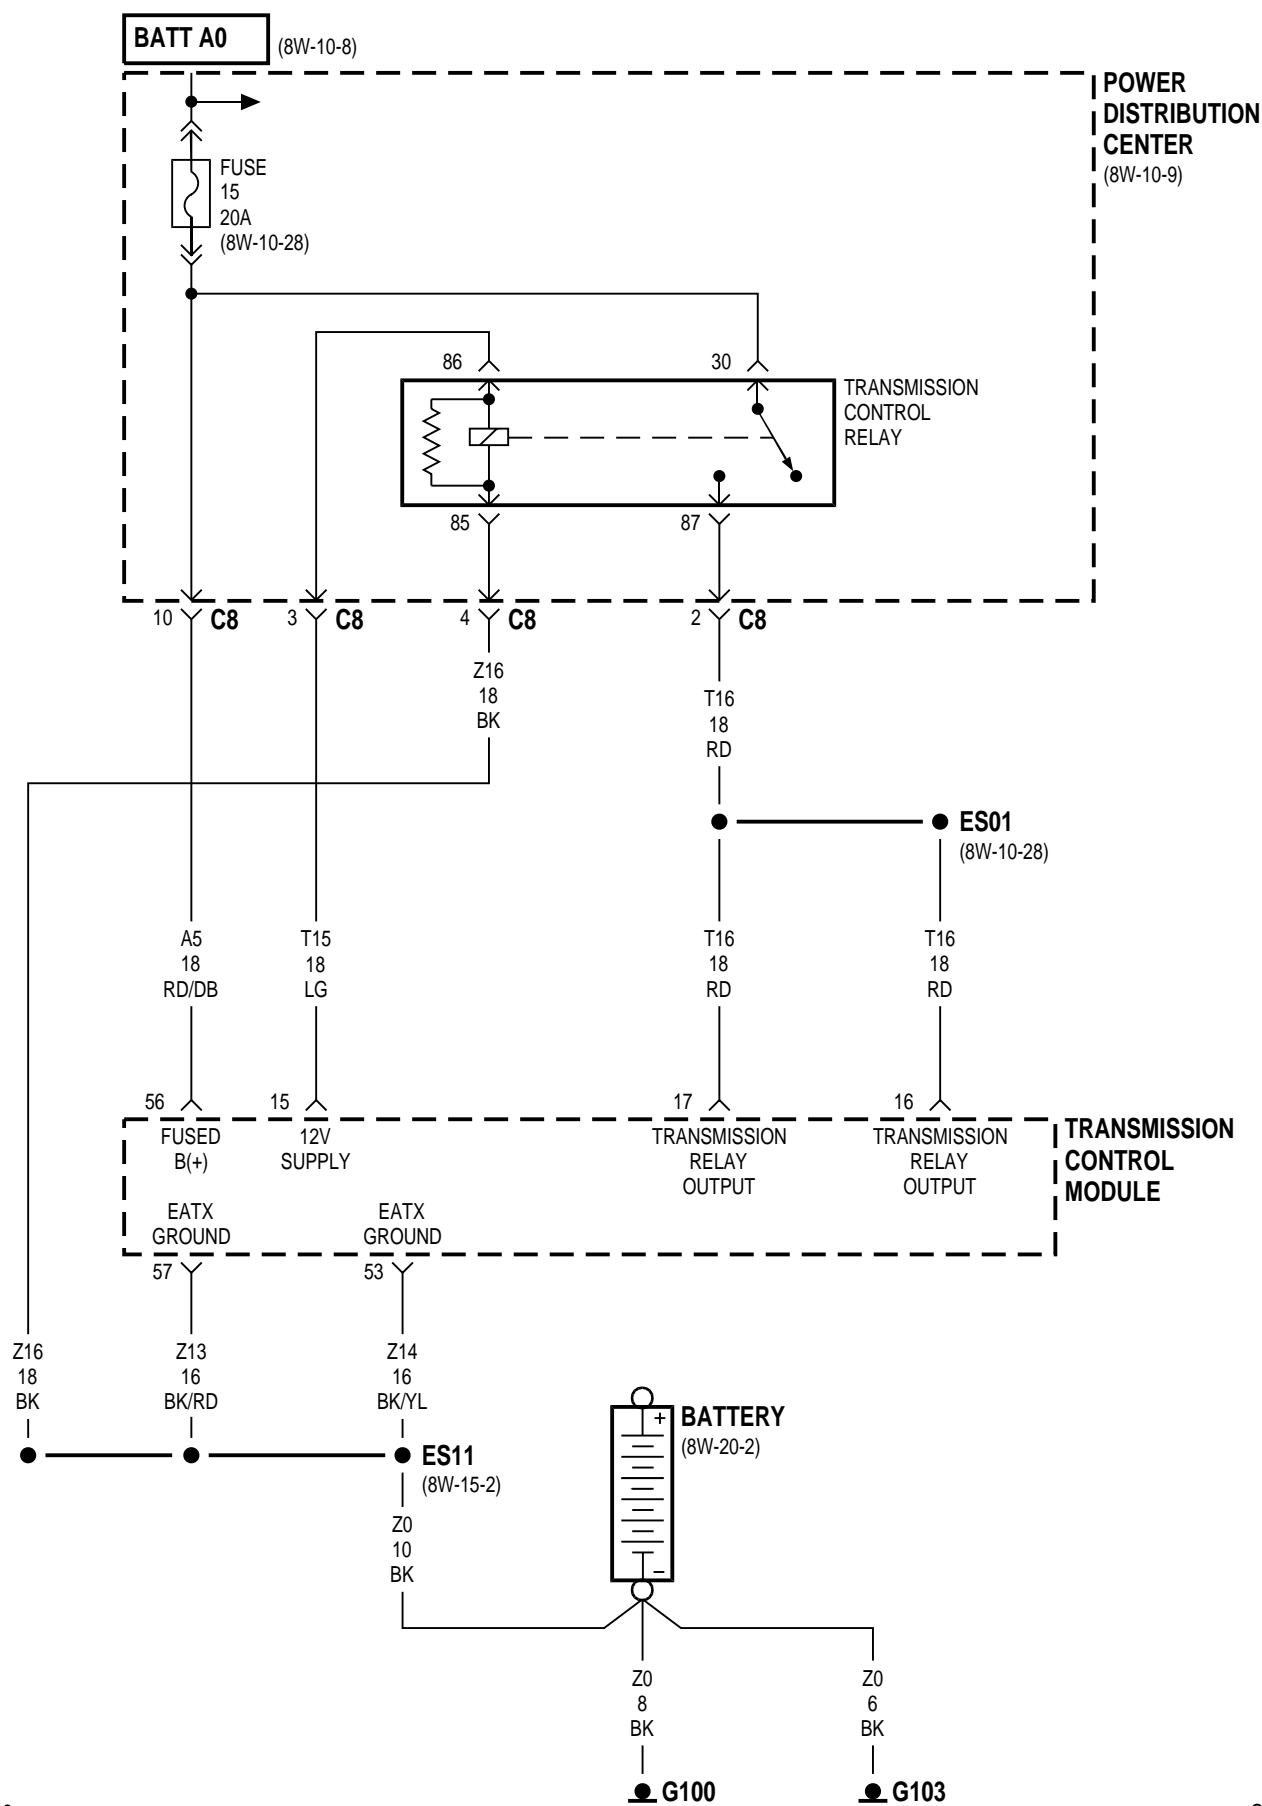 BATT A0
(8W-10-8)
POWER
DISTRIBUTION
CENTER
(8W-10-9)
FUSE
15
20A
(8W-10-28)
86
30
TRANSMISSION
CONTROL
RELAY
85
87
10
C8
3
C8
4
C8
2
C8
Z16
18
BK
T16
18
RD
ES01
(8W-10-28)
A5
18
RD/DB
T15
18
LG
T16
18
RD
T16
18
RD
56
15
17
16
FUSED
B(+)
12V
SUPPLY
TRANSMISSION
RELAY
OUTPUT
TRANSMISSION
RELAY
OUTPUT
TRANSMISSION
CONTROL
MODULE
EATX
GROUND
EATX
GROUND
57
53
Z16
18
BK
Z13
16
BK/RD
Z14
16
BK/YL
ES11
(8W-15-2)
+
BATTERY
(8W-20-2)
–
Z0
10
BK
Z0
8
BK
Z0
6
BK
G100
G103